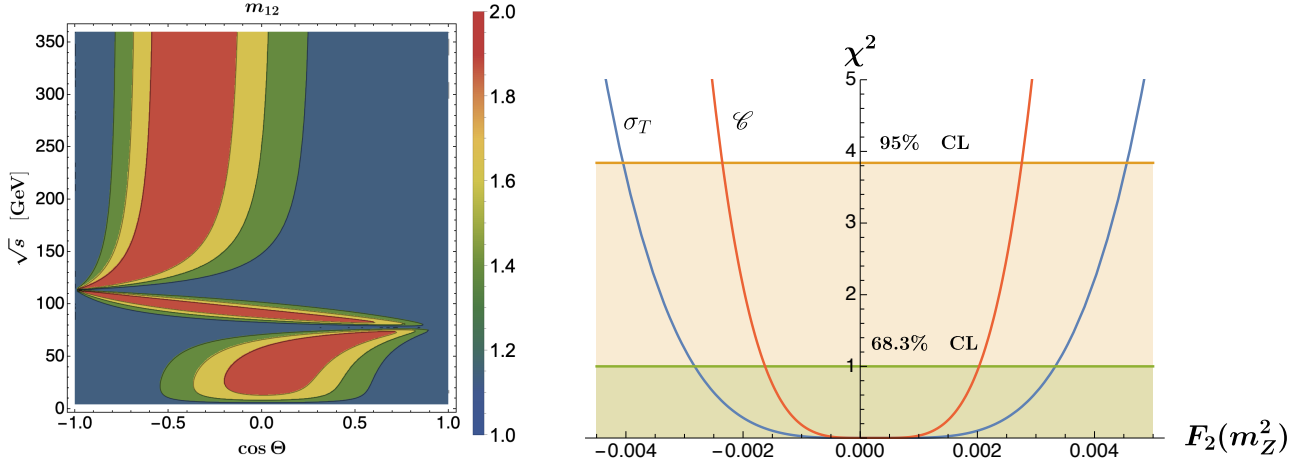 m₁₂
350
300
250
200
150
100
50
0
√s [GeV]
−1.0 −0.5 0.0 0.5 1.0
cos Θ
2.0
1.8
1.6
1.4
1.2
1.0
χ²
5
4
3
2
1
σ_T
𝒞
95% CL
68.3% CL
−0.004 −0.002 0.000 0.002 0.004
F₂(m_Z²)